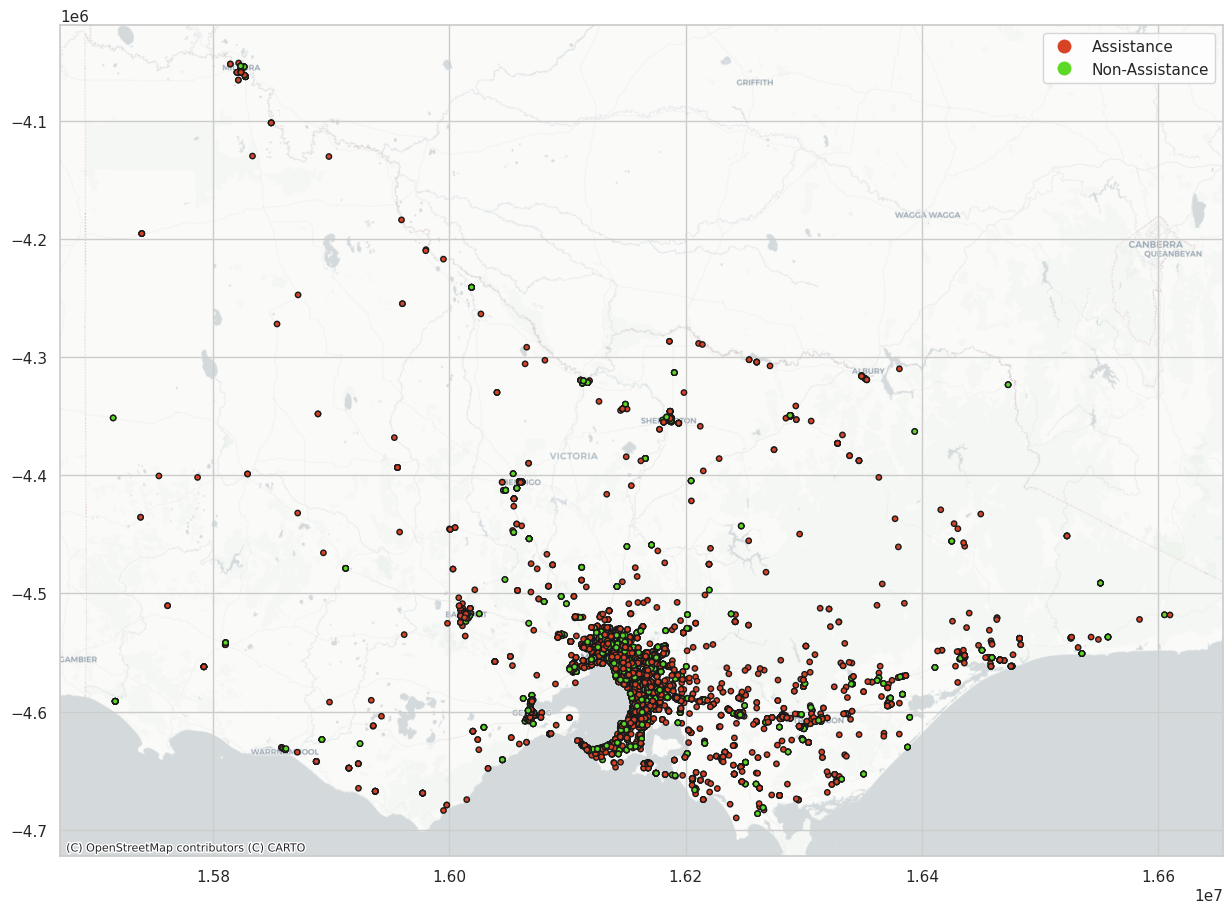 1e6
Assistance
Non-Assistance
GRIFFITH
−4.1
WAGGA WAGGA
−4.2
CANBERRA
QUEANBEYAN
−4.3
ALBURY
VICTORIA
−4.4
−4.5
GAMBIER
−4.6
−4.7
(C) OpenStreetMap contributors (C) CARTO
1.58
1.60
1.62
1.64
1.66
1e7